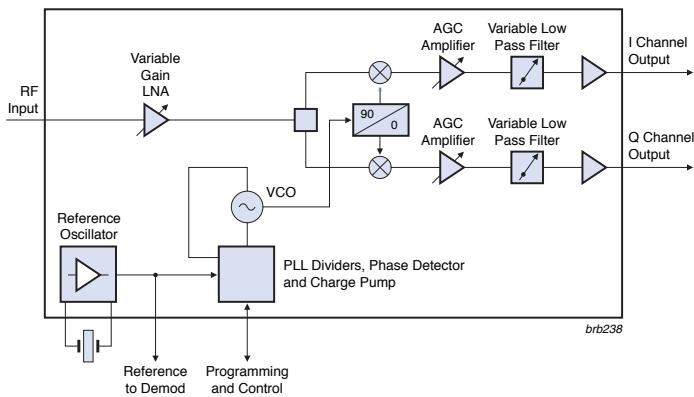 AGC
Amplifier
Variable Low
Pass Filter
I Channel
Output
Variable
Gain
LNA
RF
Input
90
0
AGC
Amplifier
Variable Low
Pass Filter
Q Channel
Output
VCO
Reference
Oscillator
PLL Dividers, Phase Detector
and Charge Pump
brb238
Reference
to Demod
Programming
and Control